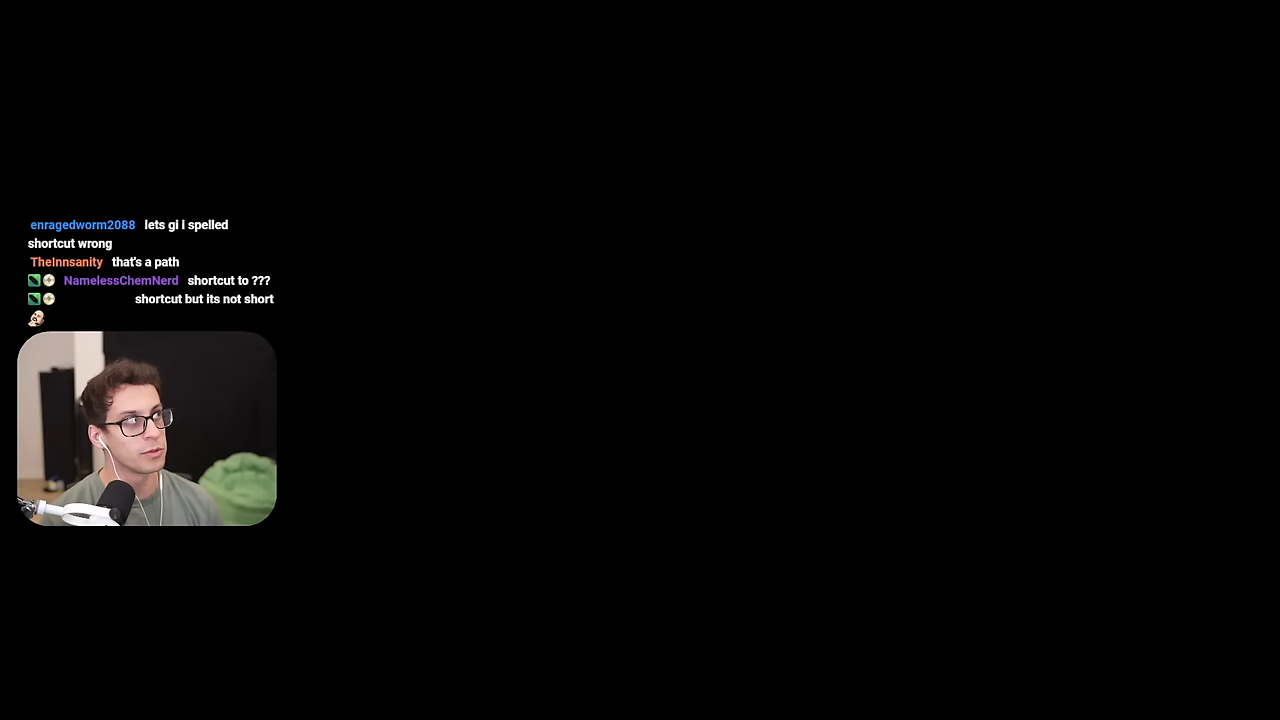 enragedworm2088 lets gi i spelled
shortcut wrong
TheInnsanity that's a path
NamelessChemNerd shortcut to ???
shortcut but its not short